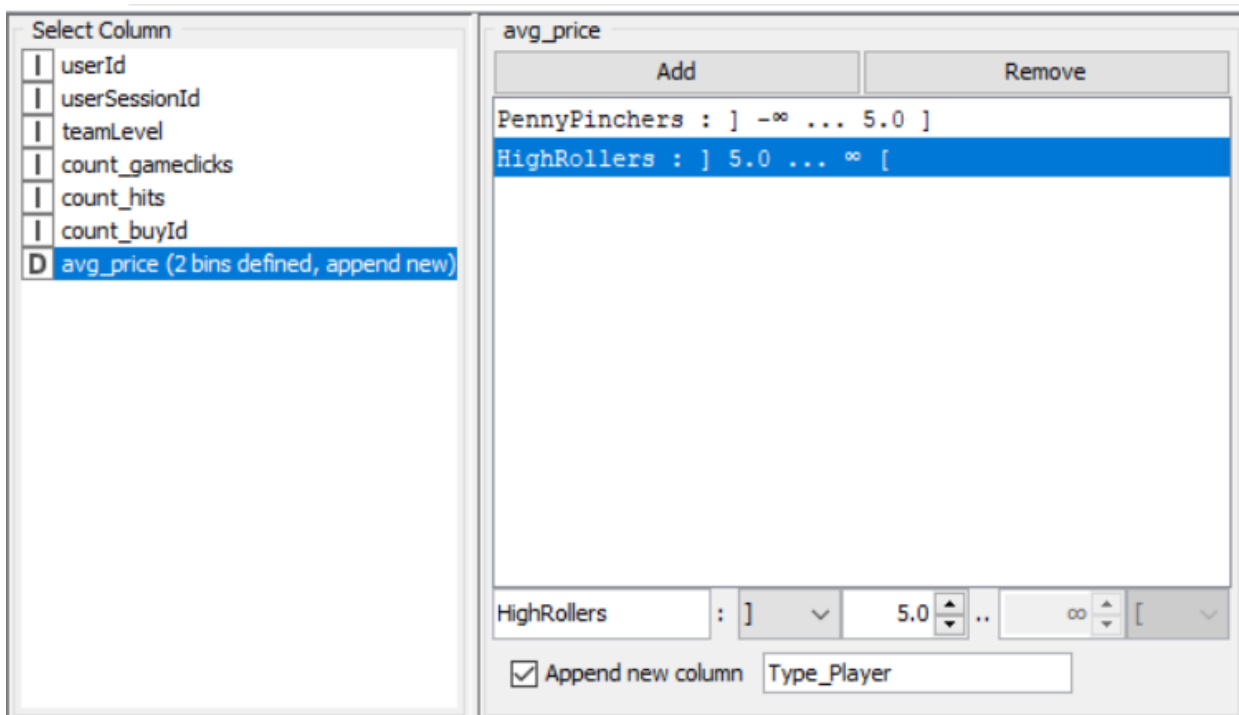 Select Column
I userId
I userSessionId
I teamLevel
I count_gameclicks
I count_hits
I count_buyId
D avg_price (2 bins defined, append new)
avg_price
Add Remove
PennyPinchers : ] -∞ ... 5.0 ]
HighRollers : ] 5.0 ... ∞ [
HighRollers : ] 5.0 .. ∞ [
Append new column Type_Player